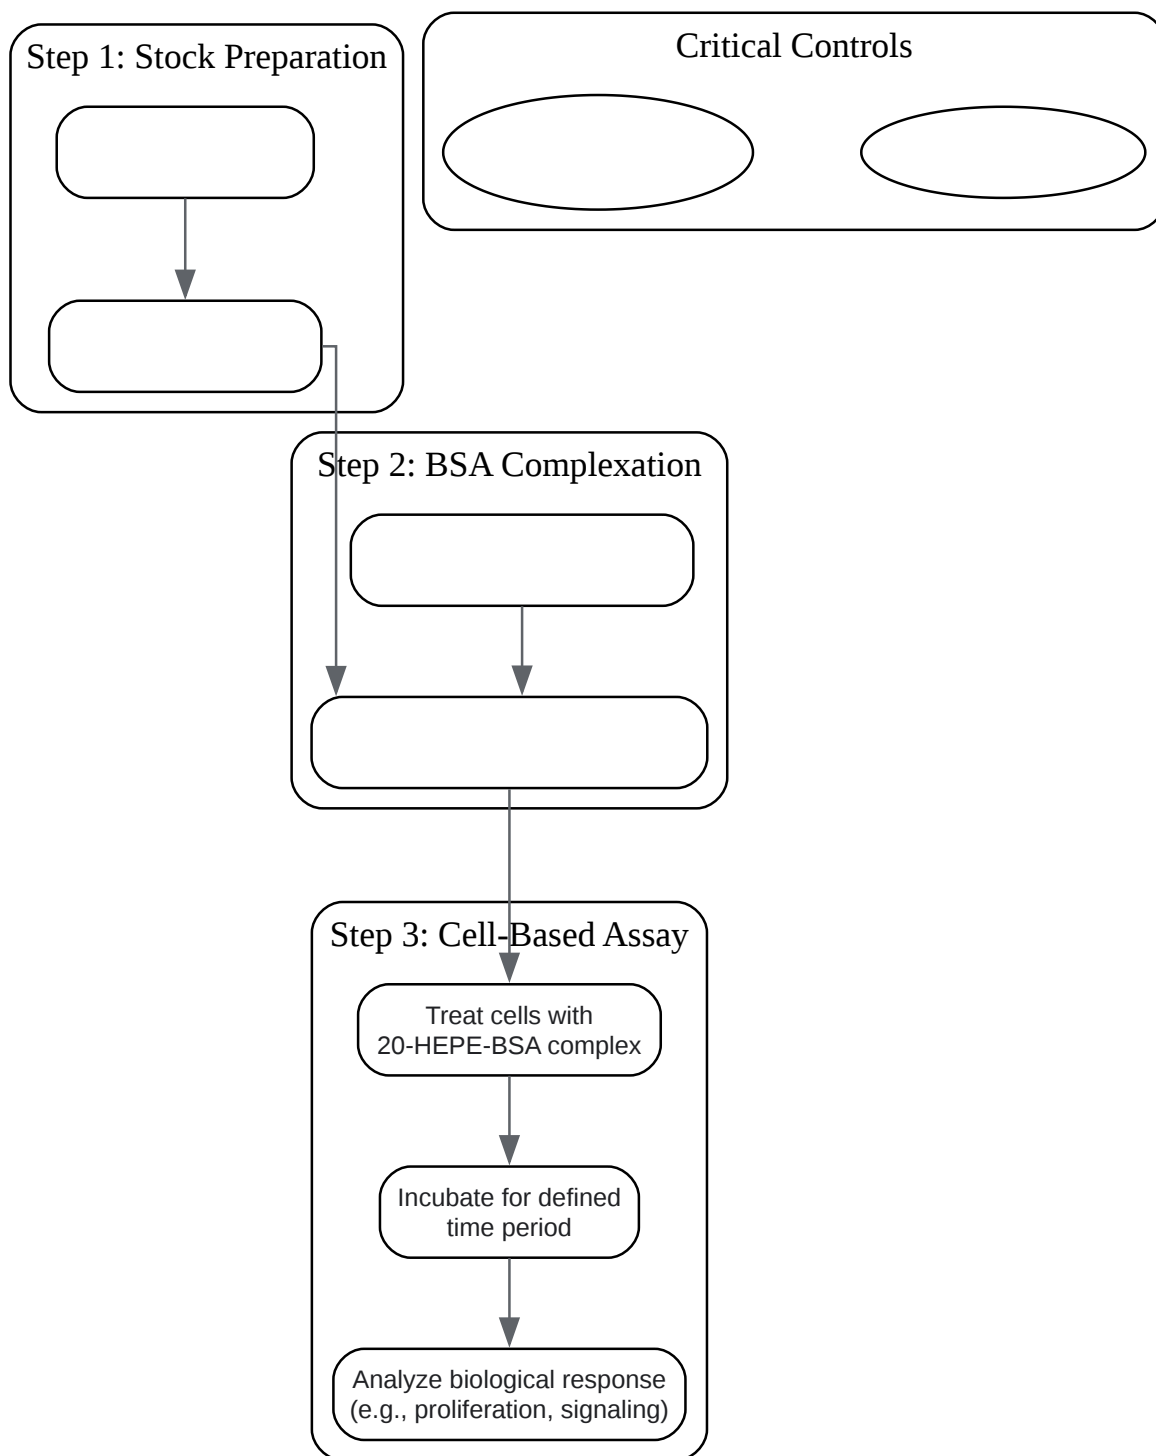 Step 1: Stock Preparation
Critical Controls
Step 2: BSA Complexation
Step 3: Cell-Based Assay
Treat cells with
20-HEPE-BSA complex
Incubate for defined
time period
Analyze biological response
(e.g., proliferation, signaling)